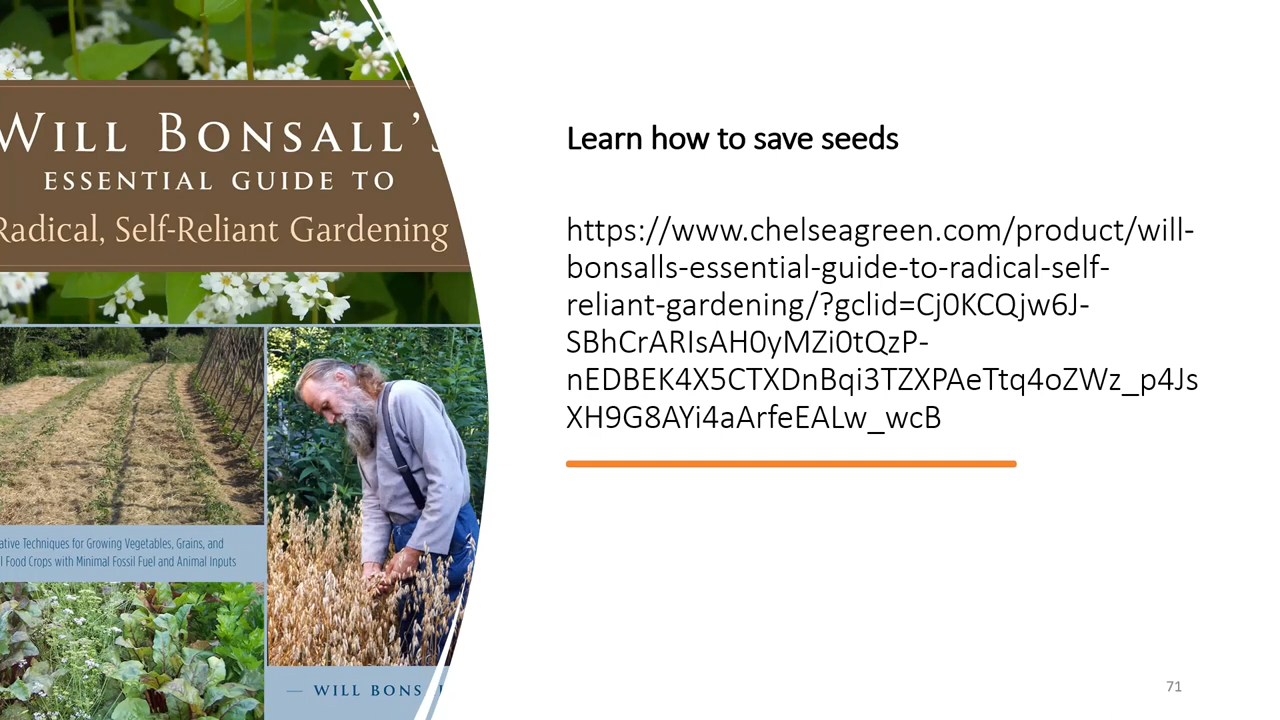 WILL BONSALL'S
ESSENTIAL GUIDE TO
Radical, Self-Reliant Gardening
Techniques for Growing Vegetables, Grains, and
Food Crops with Minimal Fossil Fuel and Animal Inputs
— WILL BONS
Learn how to save seeds
https://www.chelseagreen.com/product/will-
bonsalls-essential-guide-to-radical-self-
reliant-gardening/?gclid=Cj0KCQjw6J-
SBhCrARIsAH0yMZi0tQzP-
nEDBEK4X5CTXDnBqi3TZXPAeTtq4oZWz_p4Js
XH9G8AYi4aArfeEALw_wcB
71